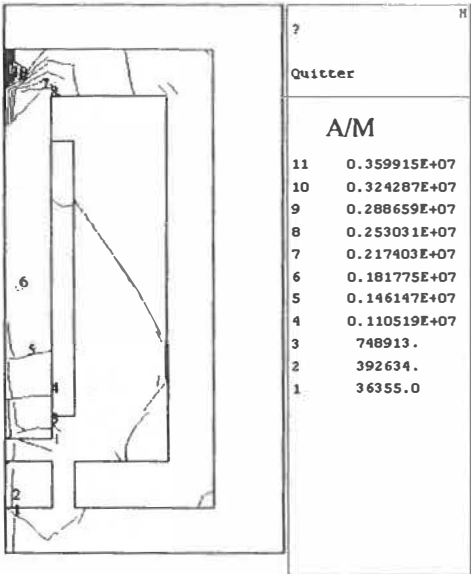 M
?
Quitter
A/M
11 0.359915E+07
10 0.324287E+07
9 0.288659E+07
8 0.253031E+07
7 0.217403E+07
6 0.181775E+07
5 0.146147E+07
4 0.110519E+07
3 748913.
2 392634.
1 36355.0
6
5
4
1
2
1